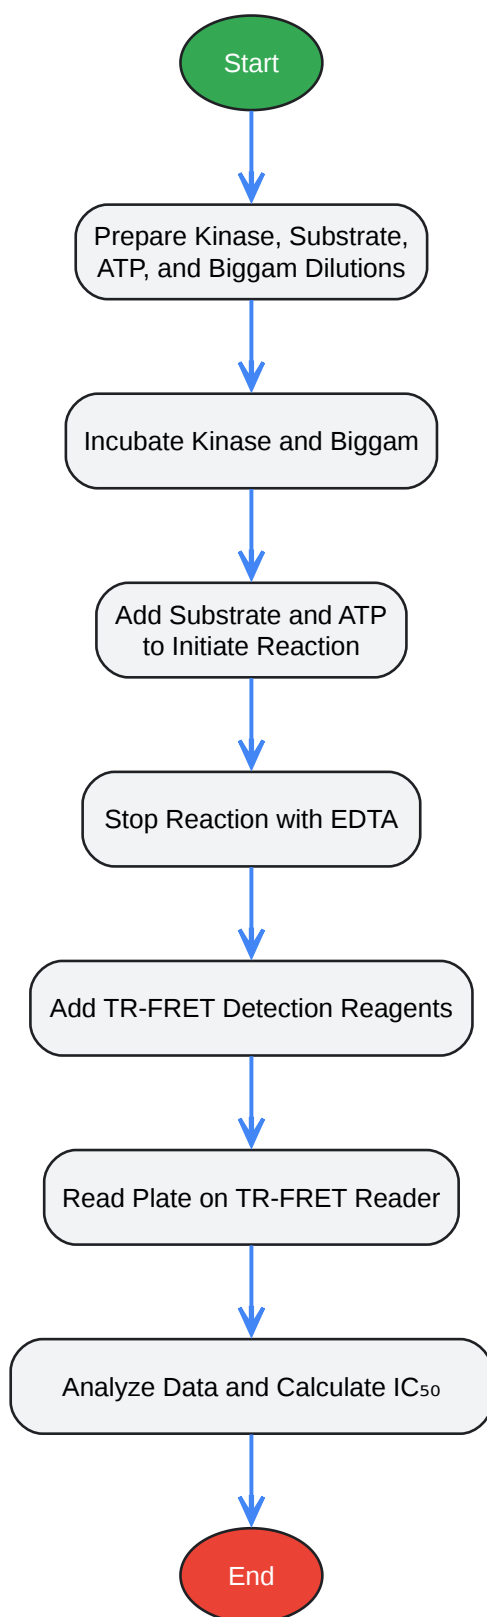 Start
Prepare Kinase, Substrate,
ATP, and Biggam Dilutions
Incubate Kinase and Biggam
Add Substrate and ATP
to Initiate Reaction
Stop Reaction with EDTA
Add TR-FRET Detection Reagents
Read Plate on TR-FRET Reader
Analyze Data and Calculate IC₅₀
End